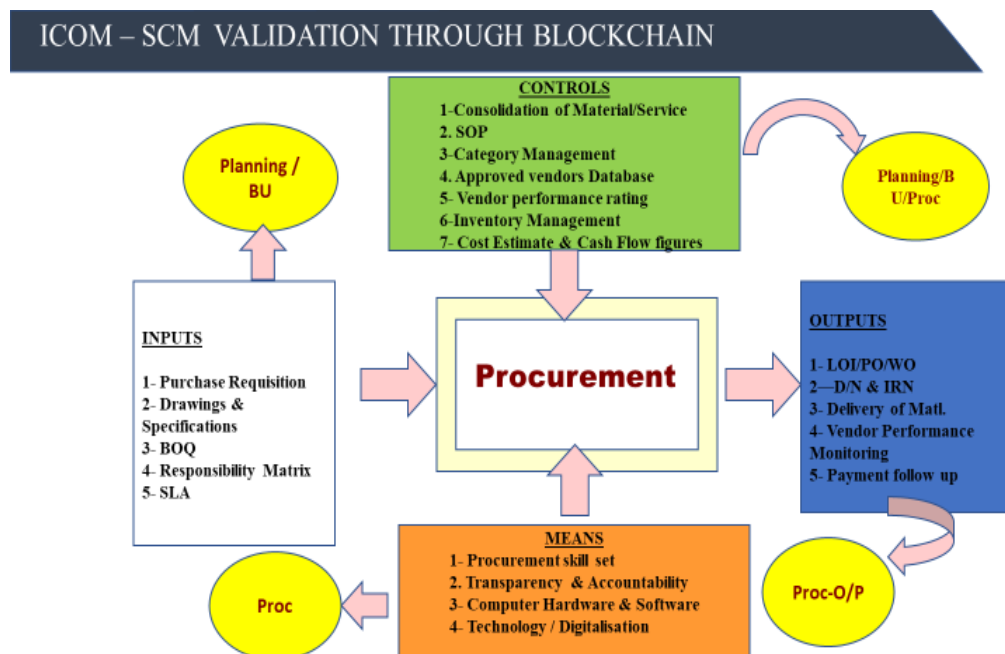 ICOM – SCM VALIDATION THROUGH BLOCKCHAIN
CONTROLS
1-Consolidation of Material/Service
2. SOP
3-Category Management
4. Approved vendors Database
5- Vendor performance rating
6-Inventory Management
7- Cost Estimate & Cash Flow figures
Planning /
BU
Planning/B
U/Proc
INPUTS
1- Purchase Requisition
2- Drawings &
Specifications
3- BOQ
4- Responsibility Matrix
5- SLA
Procurement
OUTPUTS
1- LOI/PO/WO
2—D/N & IRN
3- Delivery of Matl.
4- Vendor Performance
Monitoring
5- Payment follow up
MEANS
1- Procurement skill set
2. Transparency & Accountability
3- Computer Hardware & Software
4- Technology / Digitalisation
Proc
Proc-O/P